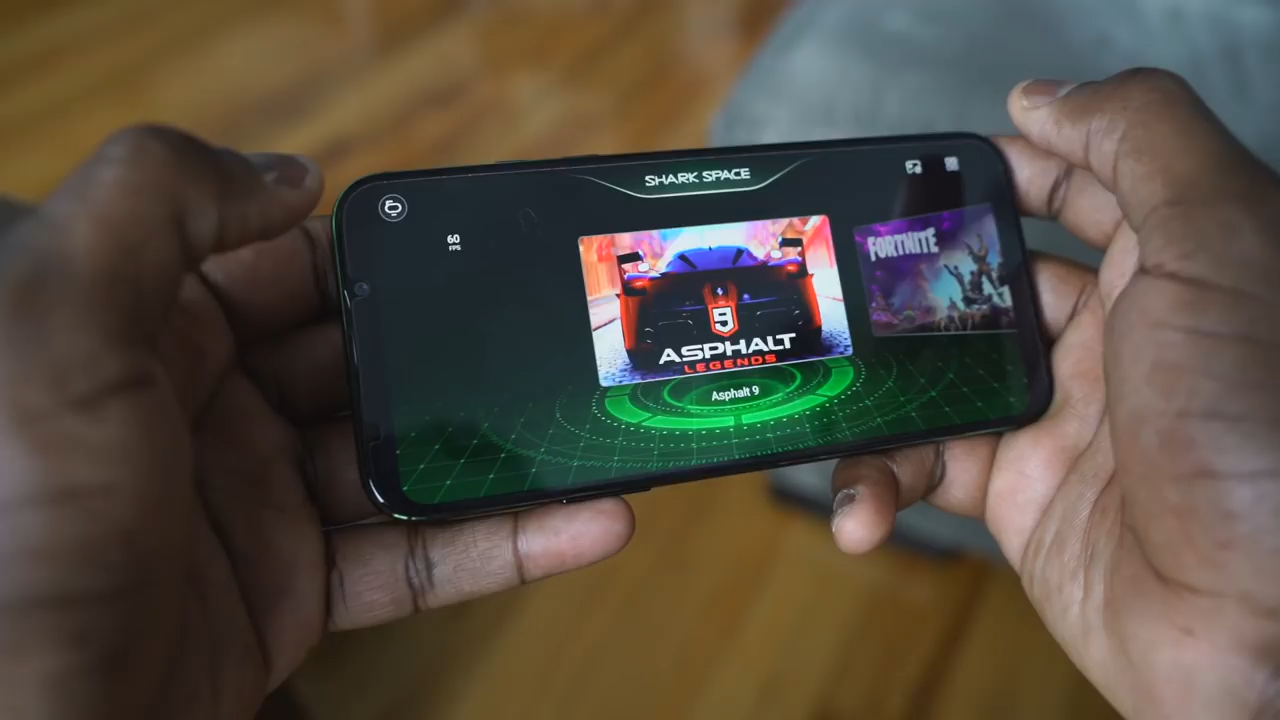 SHARK SPACE
60
FPS
FORTNITE
9
ASPHALT
LEGENDS
Asphalt 9